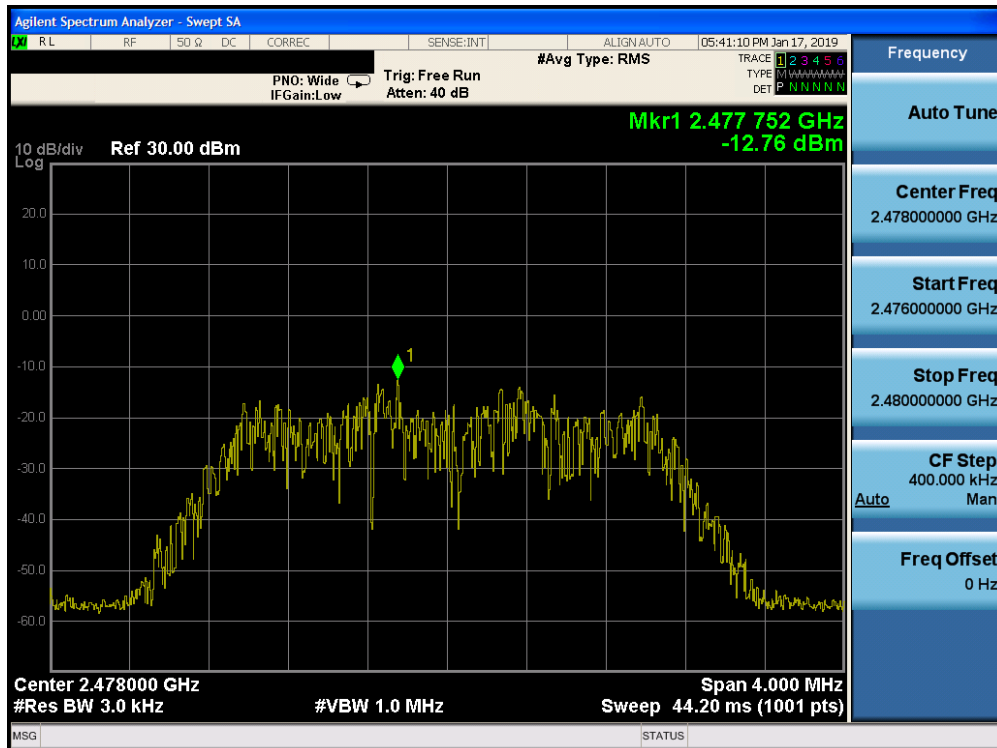 Agilent Spectrum Analyzer - Swept SA
LXI RL RF 50 Ω DC CORREC SENSE:INT ALIGN AUTO 05:41:10 PM Jan 17, 2019
Frequency
#Avg Type: RMS
TRACE 1 2 3 4 5 6
PNO: Wide Trig: Free Run
TYPE M
IFGain:Low Atten: 40 dB
DET P N N N N N
Auto Tune
Mkr1 2.477 752 GHz
-12.76 dBm
10 dB/div Ref 30.00 dBm
Log
Center Freq
2.478000000 GHz
20.0
10.0
Start Freq
2.476000000 GHz
0.00
1
-10.0
Stop Freq
2.480000000 GHz
-20.0
-30.0
CF Step
400.000 kHz
Auto Man
-40.0
-50.0
Freq Offset
0 Hz
-60.0
Center 2.478000 GHz Span 4.000 MHz
#Res BW 3.0 kHz #VBW 1.0 MHz Sweep 44.20 ms (1001 pts)
MSG STATUS